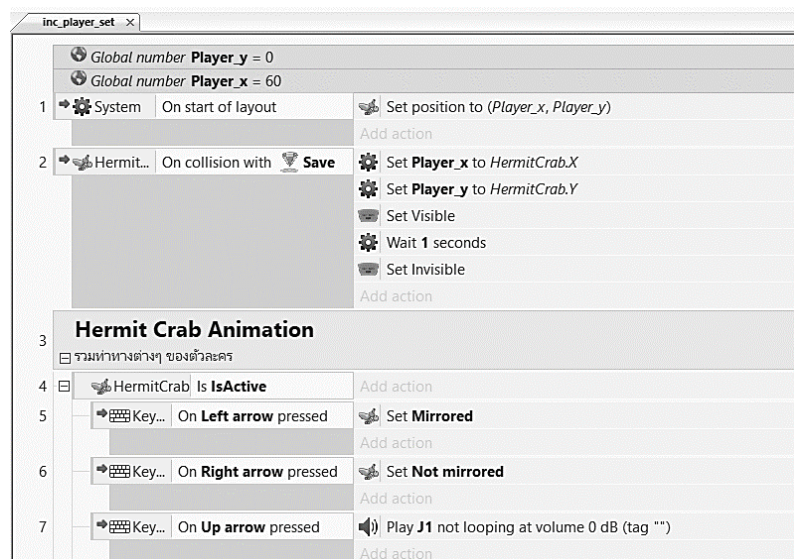 inc_player_set ×
Global number Player_y = 0
Global number Player_x = 60
1 System On start of layout Set position to (Player_x, Player_y)
Add action
2 Hermit... On collision with Save Set Player_x to HermitCrab.X
Set Player_y to HermitCrab.Y
Set Visible
Wait 1 seconds
Set Invisible
Add action
3 Hermit Crab Animation
รวมท่าทางต่างๆ ของตัวละคร
4 HermitCrab Is IsActive Add action
5 Key... On Left arrow pressed Set Mirrored
Add action
6 Key... On Right arrow pressed Set Not mirrored
Add action
7 Key... On Up arrow pressed Play J1 not looping at volume 0 dB (tag "")
Add action